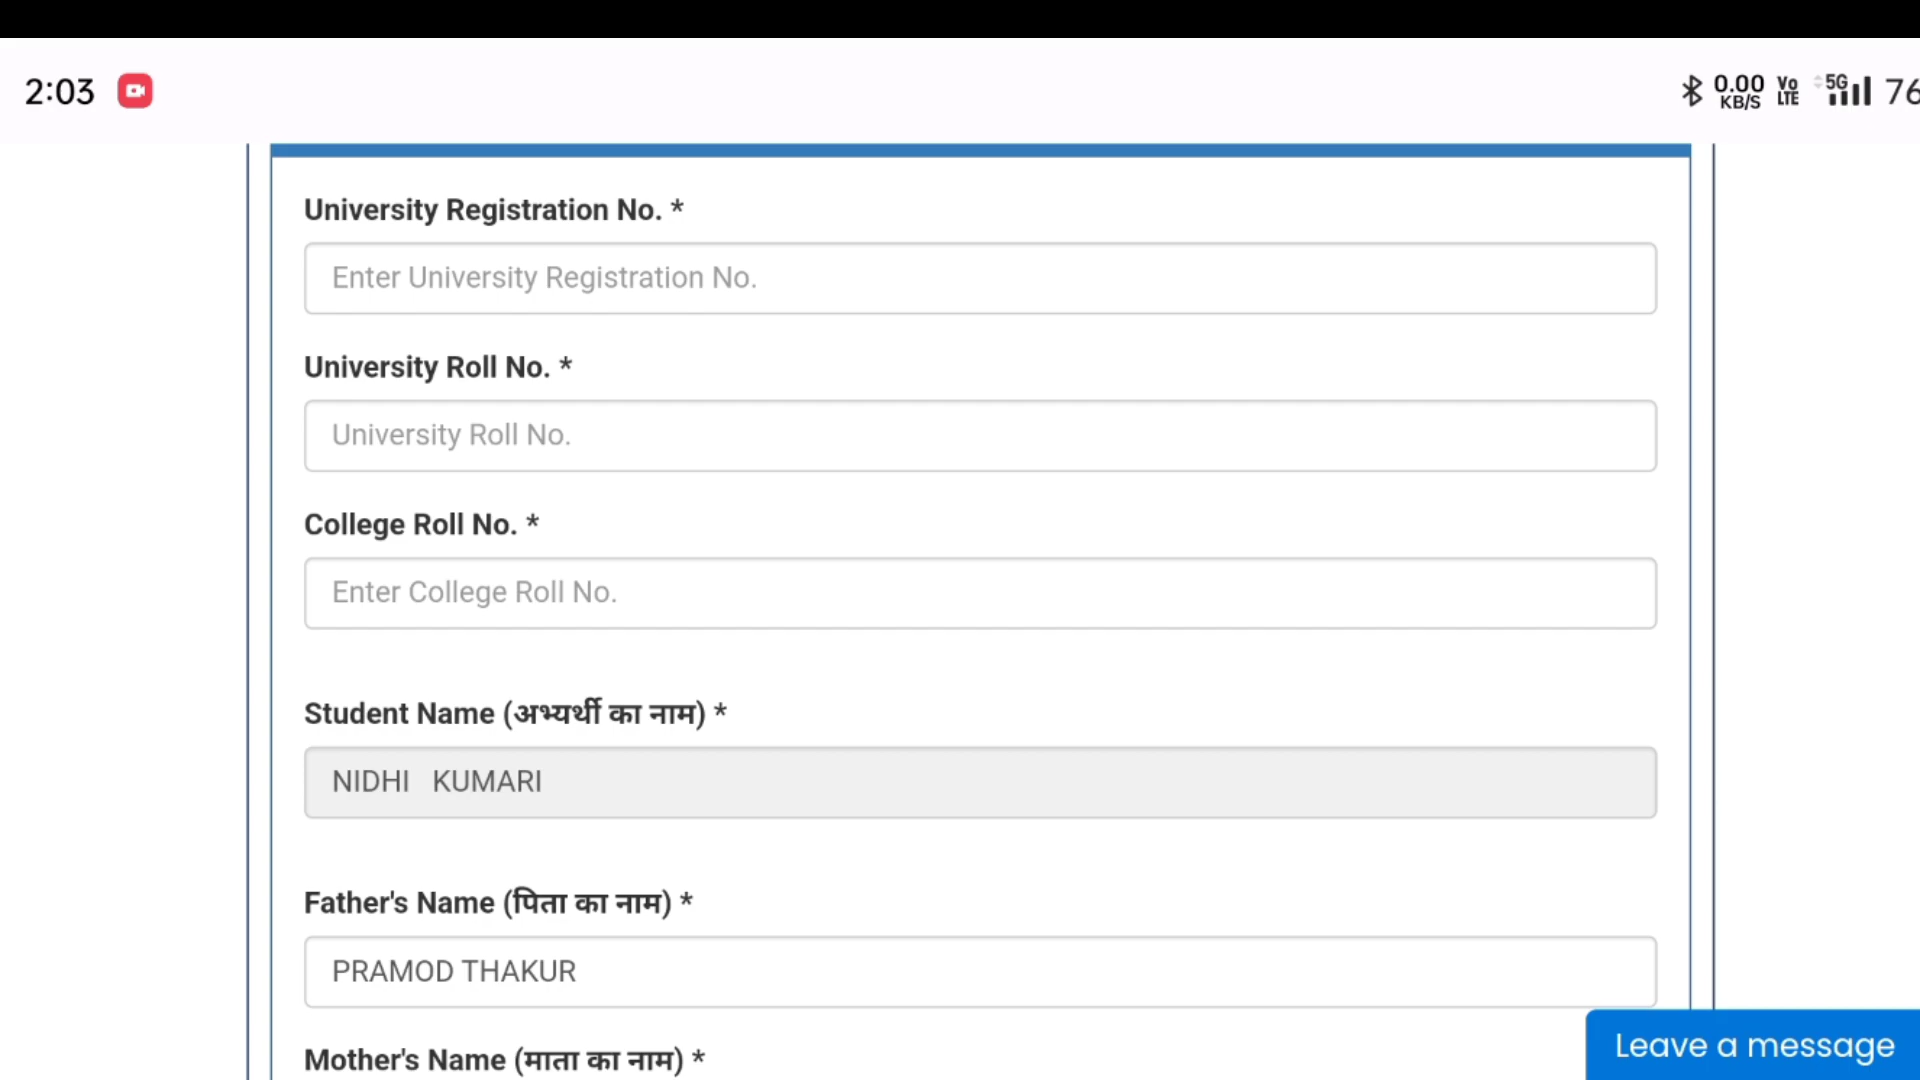 2:03
0.00 KB/S Vo LTE 5G 76
University Registration No. *
Enter University Registration No.
University Roll No. *
University Roll No.
College Roll No. *
Enter College Roll No.
Student Name (अभ्यर्थी का नाम) *
NIDHI KUMARI
Father's Name (पिता का नाम) *
PRAMOD THAKUR
Mother's Name (माता का नाम) *
Leave a message